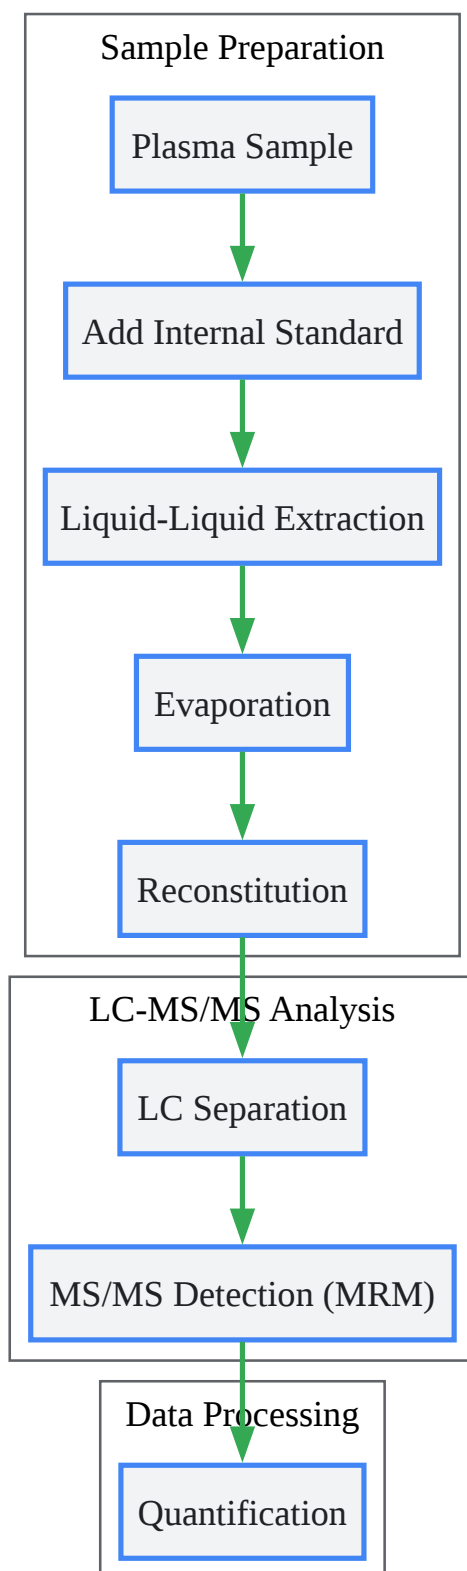 Sample Preparation
Plasma Sample
Add Internal Standard
Liquid-Liquid Extraction
Evaporation
Reconstitution
LC-MS/MS Analysis
LC Separation
MS/MS Detection (MRM)
Data Processing
Quantification